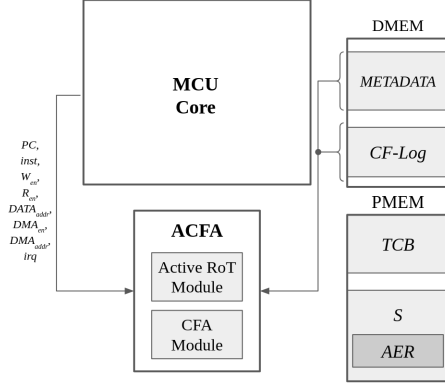 DMEM
MCU
Core
METADATA
CF-Log
PC,
inst,
W_en,
R_en,
DATA_addr,
DMA_en,
DMA_addr,
irq
PMEM
ACFA
Active RoT
Module
CFA
Module
TCB
S
AER